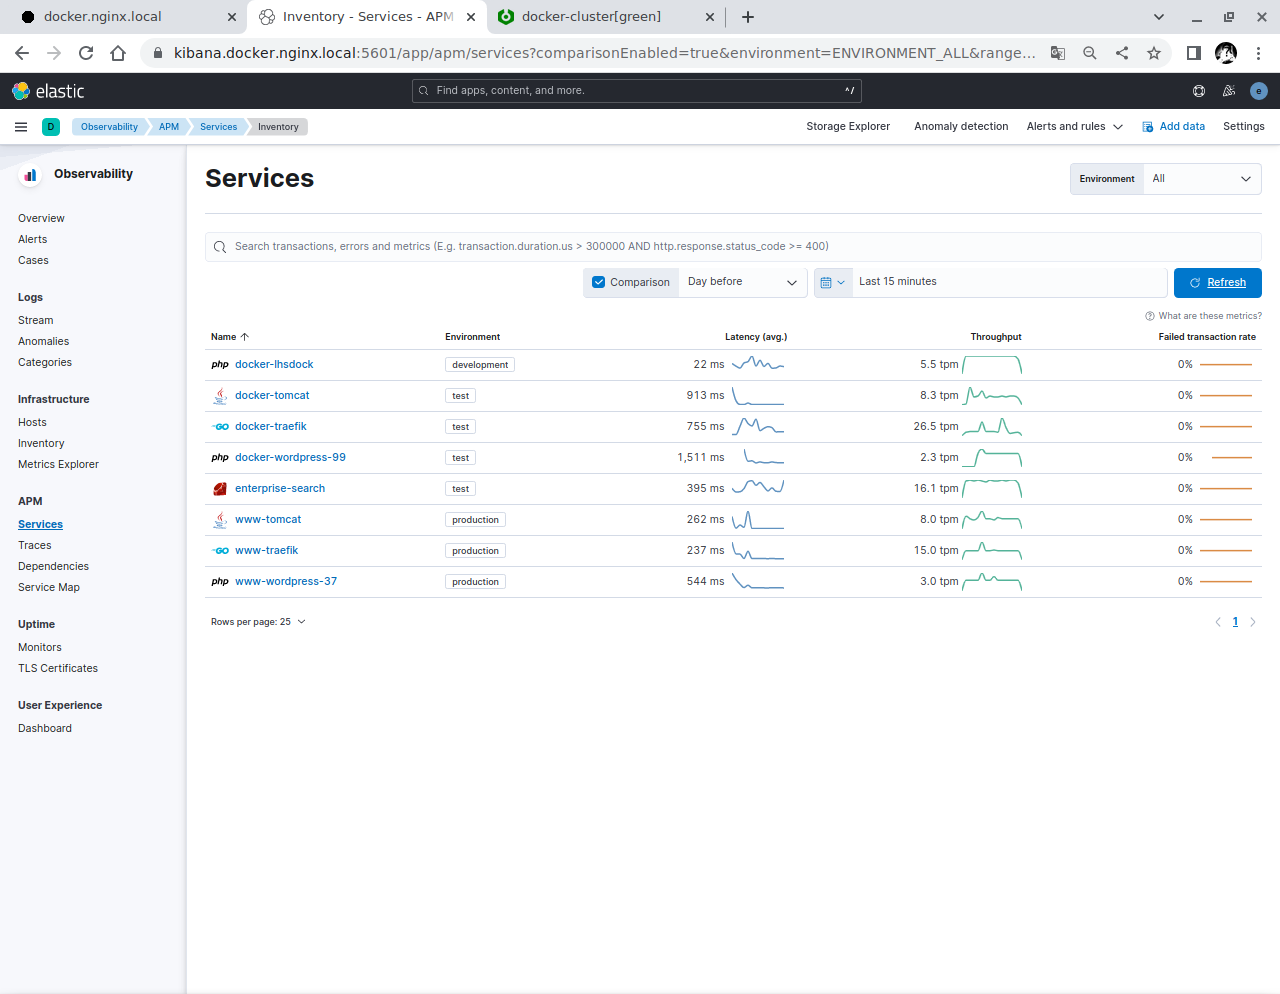 docker.nginx.local
Inventory - Services - APM
docker-cluster[green]
kibana.docker.nginx.local:5601/app/apm/services?comparisonEnabled=true&environment=ENVIRONMENT_ALL&range...
elastic
Find apps, content, and more.
^/
e
D
Observability
APM
Services
Inventory
Storage Explorer
Anomaly detection
Alerts and rules
Add data
Settings
Observability
Overview
Alerts
Cases
Logs
Stream
Anomalies
Categories
Infrastructure
Hosts
Inventory
Metrics Explorer
APM
Services
Traces
Dependencies
Service Map
Uptime
Monitors
TLS Certificates
User Experience
Dashboard
Services
Environment All
Search transactions, errors and metrics (E.g. transaction.duration.us > 300000 AND http.response.status_code >= 400)
Comparison Day before Last 15 minutes Refresh
What are these metrics?
Name Environment Latency (avg.) Throughput Failed transaction rate
php docker-lhsdock development 22 ms 5.5 tpm 0%
docker-tomcat test 913 ms 8.3 tpm 0%
GO docker-traefik test 755 ms 26.5 tpm 0%
php docker-wordpress-99 test 1,511 ms 2.3 tpm 0%
enterprise-search test 395 ms 16.1 tpm 0%
www-tomcat production 262 ms 8.0 tpm 0%
GO www-traefik production 237 ms 15.0 tpm 0%
php www-wordpress-37 production 544 ms 3.0 tpm 0%
Rows per page: 25
1